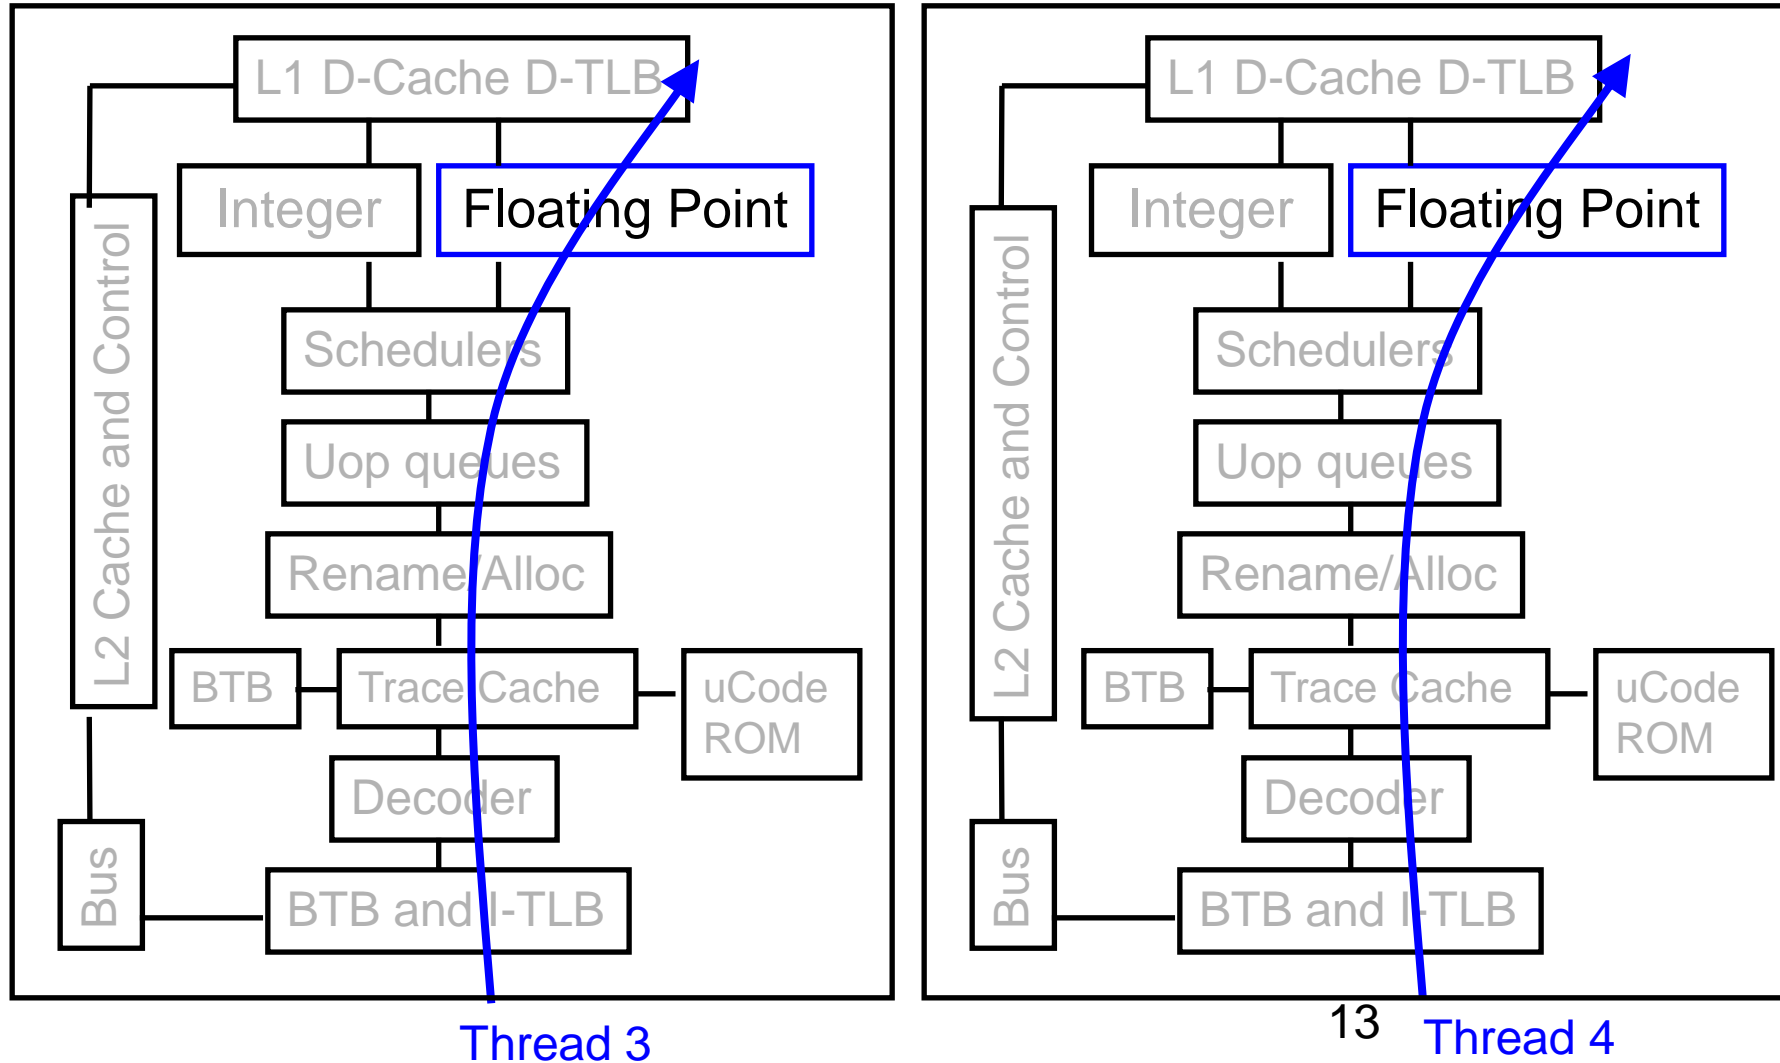 L1 D-Cache D-TLB
Integer
Floating Point
L2 Cache and Control
Schedulers
Uop queues
Rename/Alloc
BTB
Trace Cache
uCode
ROM
Decoder
Bus
BTB and I-TLB
Thread 3
L1 D-Cache D-TLB
Integer
Floating Point
L2 Cache and Control
Schedulers
Uop queues
Rename/Alloc
BTB
Trace Cache
uCode
ROM
Decoder
Bus
BTB and I-TLB
13
Thread 4